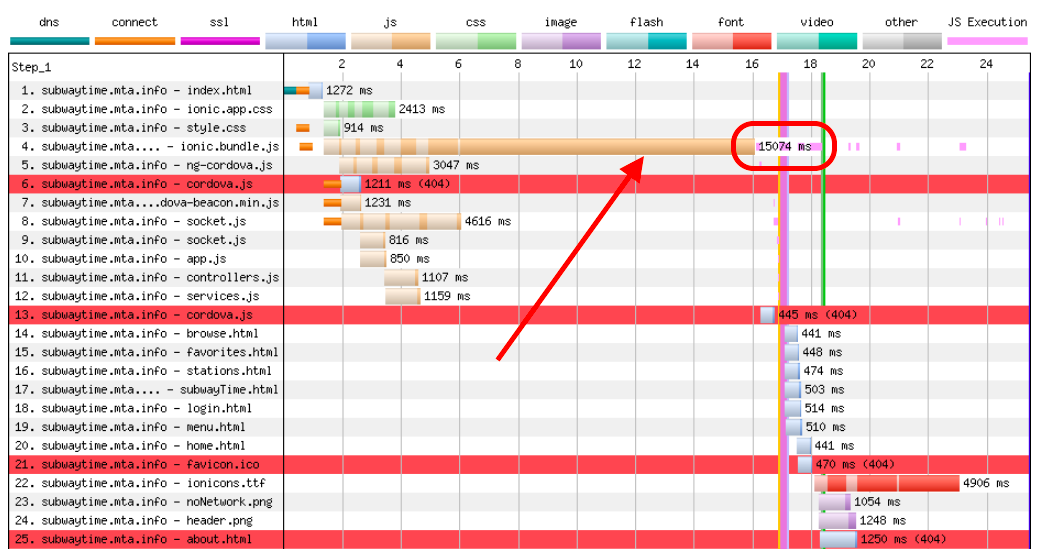 dns connect ssl html js css image flash font video other JS Execution
Step_1 2 4 6 8 10 12 14 16 18 20 22 24
1. subwaytime.mta.info - index.html 1272 ms
2. subwaytime.mta.info - ionic.app.css 2413 ms
3. subwaytime.mta.info - style.css 914 ms
4. subwaytime.mta.... - ionic.bundle.js 15074 ms
5. subwaytime.mta.info - ng-cordova.js 3047 ms
6. subwaytime.mta.info - cordova.js 1211 ms (404)
7. subwaytime.mta....dova-beacon.min.js 1231 ms
8. subwaytime.mta.info - socket.js 4616 ms
9. subwaytime.mta.info - socket.js 816 ms
10. subwaytime.mta.info - app.js 850 ms
11. subwaytime.mta.info - controllers.js 1107 ms
12. subwaytime.mta.info - services.js 1159 ms
13. subwaytime.mta.info - cordova.js 445 ms (404)
14. subwaytime.mta.info - browse.html 441 ms
15. subwaytime.mta.info - favorites.html 448 ms
16. subwaytime.mta.info - stations.html 474 ms
17. subwaytime.mta.... - subwayTime.html 503 ms
18. subwaytime.mta.info - login.html 514 ms
19. subwaytime.mta.info - menu.html 510 ms
20. subwaytime.mta.info - home.html 441 ms
21. subwaytime.mta.info - favicon.ico 470 ms (404)
22. subwaytime.mta.info - ionicons.ttf 4906 ms
23. subwaytime.mta.info - noNetwork.png 1054 ms
24. subwaytime.mta.info - header.png 1248 ms
25. subwaytime.mta.info - about.html 1250 ms (404)